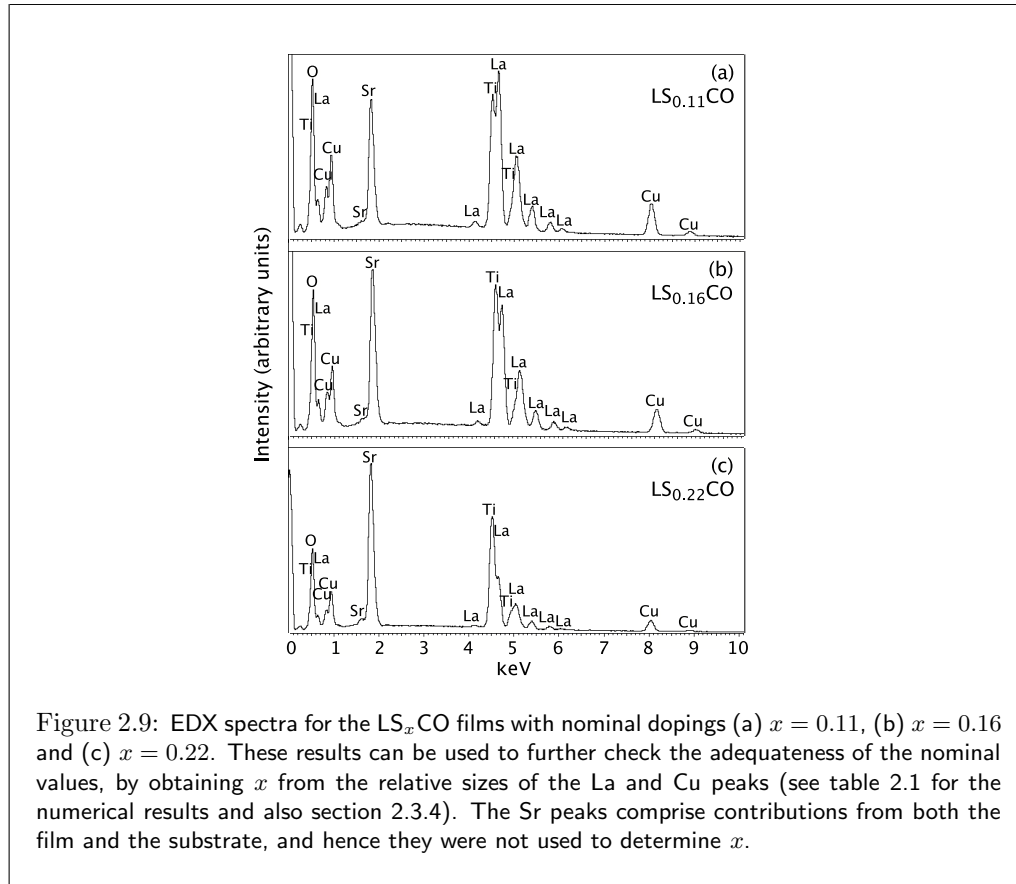 (a)
LS0.11CO
O
La
Ti
Cu
Cu
Sr
Sr
La
Ti
La
La
Ti
La
La
La
Cu
Cu
(b)
LS0.16CO
O
La
Ti
Cu
Cu
Sr
Sr
La
Ti
La
La
Ti
La
La
La
Cu
Cu
(c)
LS0.22CO
O
La
Ti
Cu
Cu
Sr
Sr
La
Ti
La
La
Ti
La
La
La
Cu
Cu
Intensity (arbitrary units)
0 1 2 3 4 5 6 7 8 9 10
keV
Figure 2.9: EDX spectra for the LSxCO films with nominal dopings (a) x = 0.11, (b) x = 0.16
and (c) x = 0.22. These results can be used to further check the adequateness of the nominal
values, by obtaining x from the relative sizes of the La and Cu peaks (see table 2.1 for the
numerical results and also section 2.3.4). The Sr peaks comprise contributions from both the
film and the substrate, and hence they were not used to determine x.